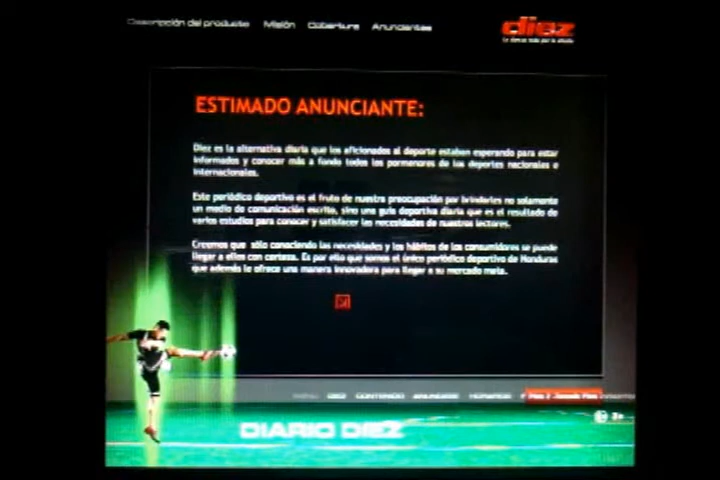 Descripción del producto Misión Cobertura Anunciantes
diez
ESTIMADO ANUNCIANTE:
Diez es la alternativa diaria que los aficionados al deporte estaban esperando para estar
informados y conocer más a fondo todos los pormenores de los deportes nacionales e
internacionales.
Este periódico deportivo es el fruto de nuestra preocupación por brindarles no solamente
un medio de comunicación escrito, sino una guía deportiva diaria que es el resultado de
varios estudios para conocer y satisfacer las necesidades de nuestros lectores.
Creemos que sólo conociendo las necesidades y los hábitos de los consumidores se puede
llegar a ellos con certeza. Es por ello que somos el único periódico deportivo de Honduras
que además le ofrece una manera innovadora para llegar a su mercado meta.
MENU DIEZ CONTENIDO ANUNCIESE HORARIOS
DIARIO DIEZ